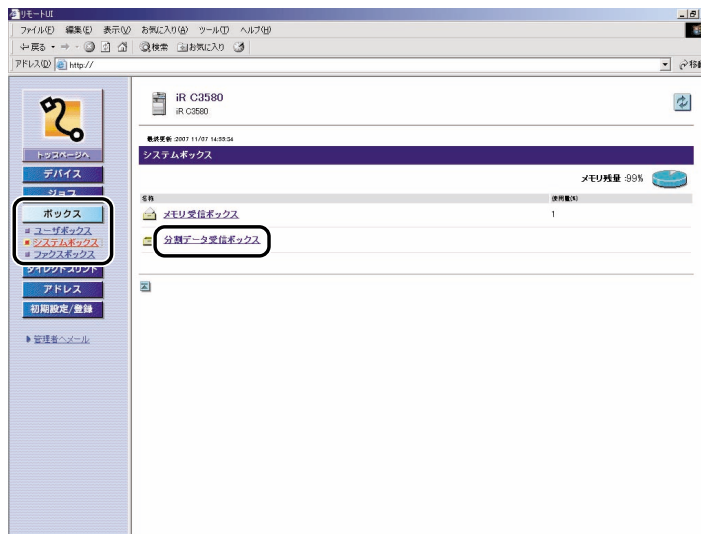 リモートUI
ファイル(F) 編集(E) 表示(V) お気に入り(A) ツール(T) ヘルプ(H)
戻る 検索 お気に入り
アドレス(D) http:// 移動
iR C3580
iR C3580
最終更新 :2007 11/07 14:59:54
トップページへ
システムボックス
デバイス
メモリ残量 :99%
ジョブ
名称 使用量(%)
ボックス
メモリ受信ボックス 1
ユーザボックス
システムボックス
分割データ受信ボックス
ファクスボックス
ダイレクトプリント
アドレス
初期設定/登録
管理者へメール